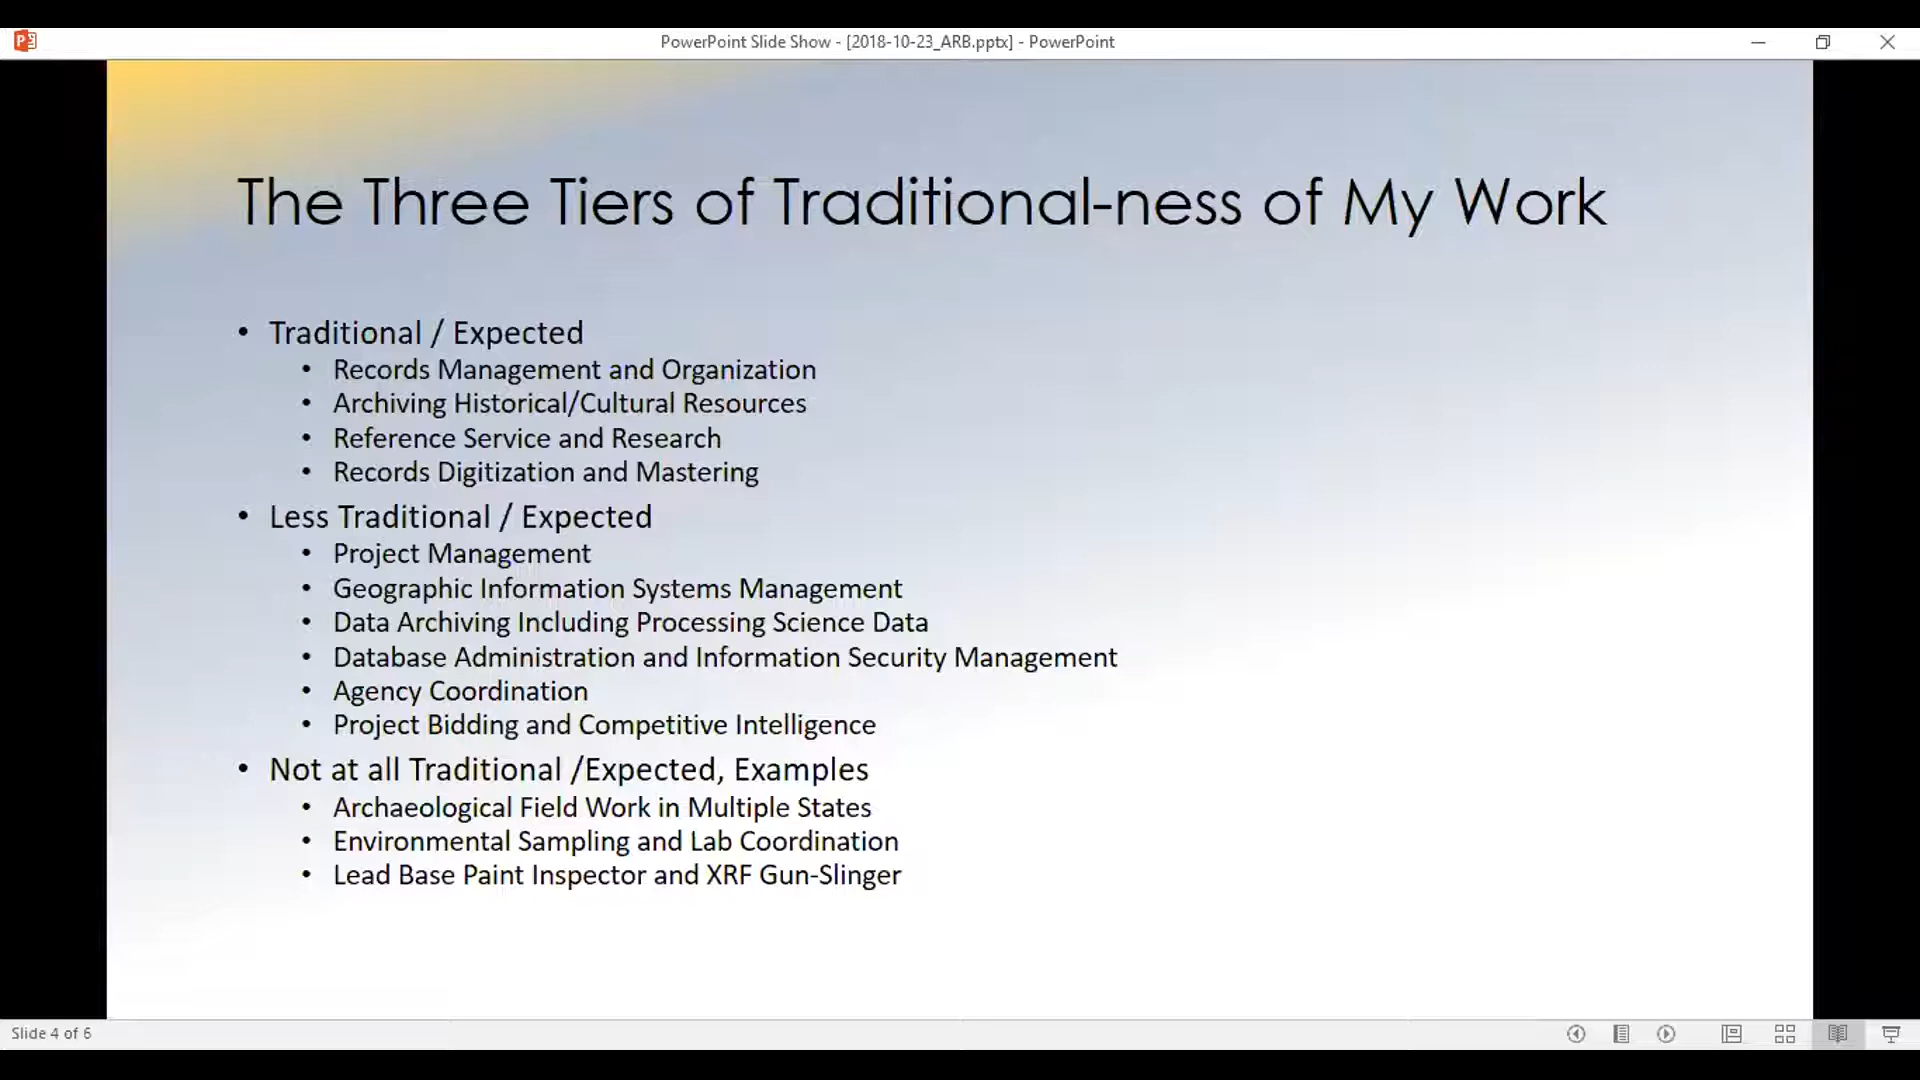 PowerPoint Slide Show - [2018-10-23_ARB.pptx] - PowerPoint
The Three Tiers of Traditional-ness of My Work
• Traditional / Expected
• Records Management and Organization
• Archiving Historical/Cultural Resources
• Reference Service and Research
• Records Digitization and Mastering
• Less Traditional / Expected
• Project Management
• Geographic Information Systems Management
• Data Archiving Including Processing Science Data
• Database Administration and Information Security Management
• Agency Coordination
• Project Bidding and Competitive Intelligence
• Not at all Traditional /Expected, Examples
• Archaeological Field Work in Multiple States
• Environmental Sampling and Lab Coordination
• Lead Base Paint Inspector and XRF Gun-Slinger
Slide 4 of 6